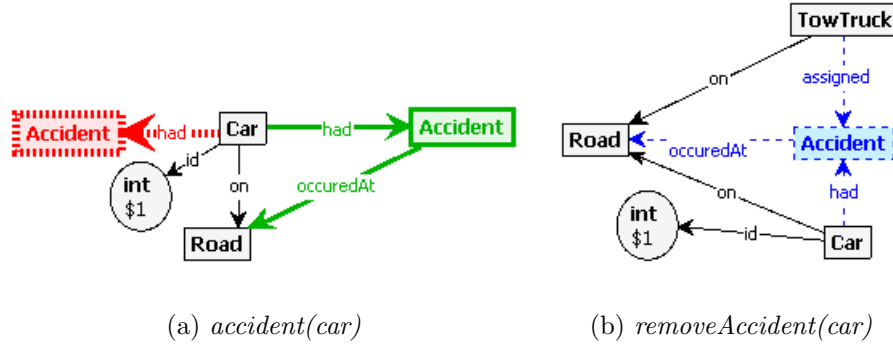 TowTruck
on
assigned
Accident
had
Car
had
Accident
id
on
occuredAt
int
$1
Road
Road
occuredAt
Accident
on
had
int
$1
id
Car
(a) accident(car)
(b) removeAccident(car)